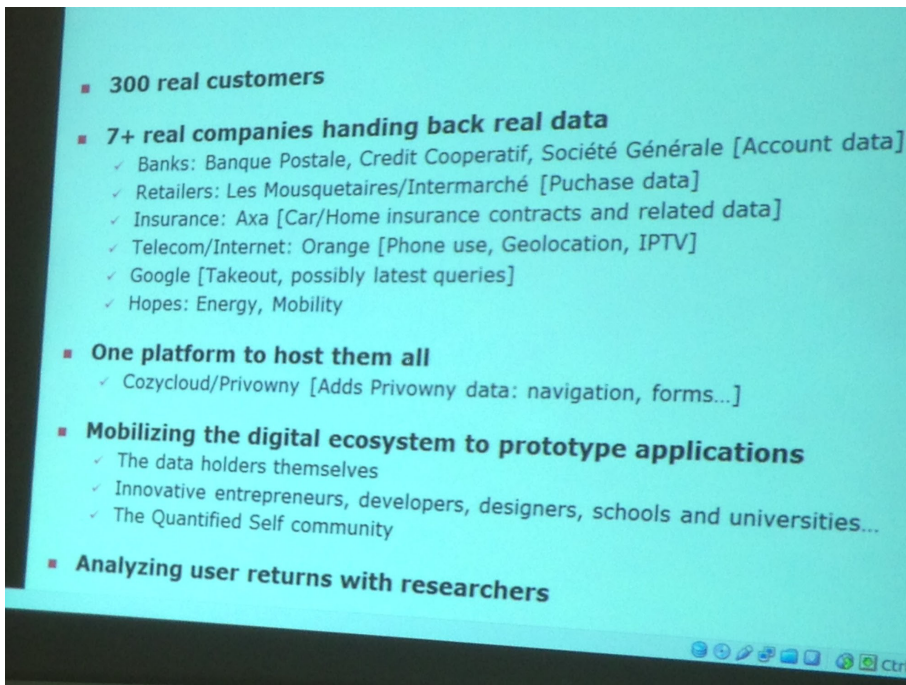 300 real customers
7+ real companies handing back real data
Banks: Banque Postale, Credit Cooperatif, Société Générale [Account data]
Retailers: Les Mousquetaires/Intermarché [Puchase data]
Insurance: Axa [Car/Home insurance contracts and related data]
Telecom/Internet: Orange [Phone use, Geolocation, IPTV]
Google [Takeout, possibly latest queries]
Hopes: Energy, Mobility
One platform to host them all
Cozycloud/Privowny [Adds Privowny data: navigation, forms...]
Mobilizing the digital ecosystem to prototype applications
The data holders themselves
Innovative entrepreneurs, developers, designers, schools and universities...
The Quantified Self community
Analyzing user returns with researchers
Ctrl